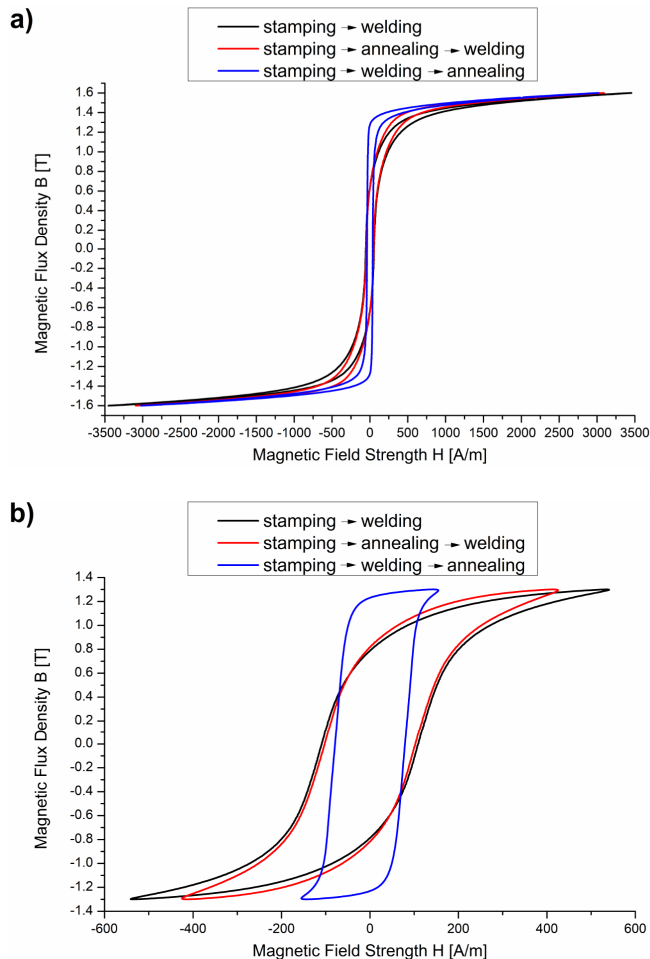 a)
stamping → welding
stamping → annealing → welding
stamping → welding → annealing
1.6
1.4
1.2
1.0
0.8
0.6
0.4
0.2
0.0
-0.2
-0.4
-0.6
-0.8
-1.0
-1.2
-1.4
-1.6
Magnetic Flux Density B [T]
-3500 -3000 -2500 -2000 -1500 -1000 -500 0 500 1000 1500 2000 2500 3000 3500
Magnetic Field Strength H [A/m]
b)
stamping → welding
stamping → annealing → welding
stamping → welding → annealing
1.4
1.2
1.0
0.8
0.6
0.4
0.2
0.0
-0.2
-0.4
-0.6
-0.8
-1.0
-1.2
-1.4
Magnetic Flux Density B [T]
-600 -400 -200 0 200 400 600
Magnetic Field Strength H [A/m]